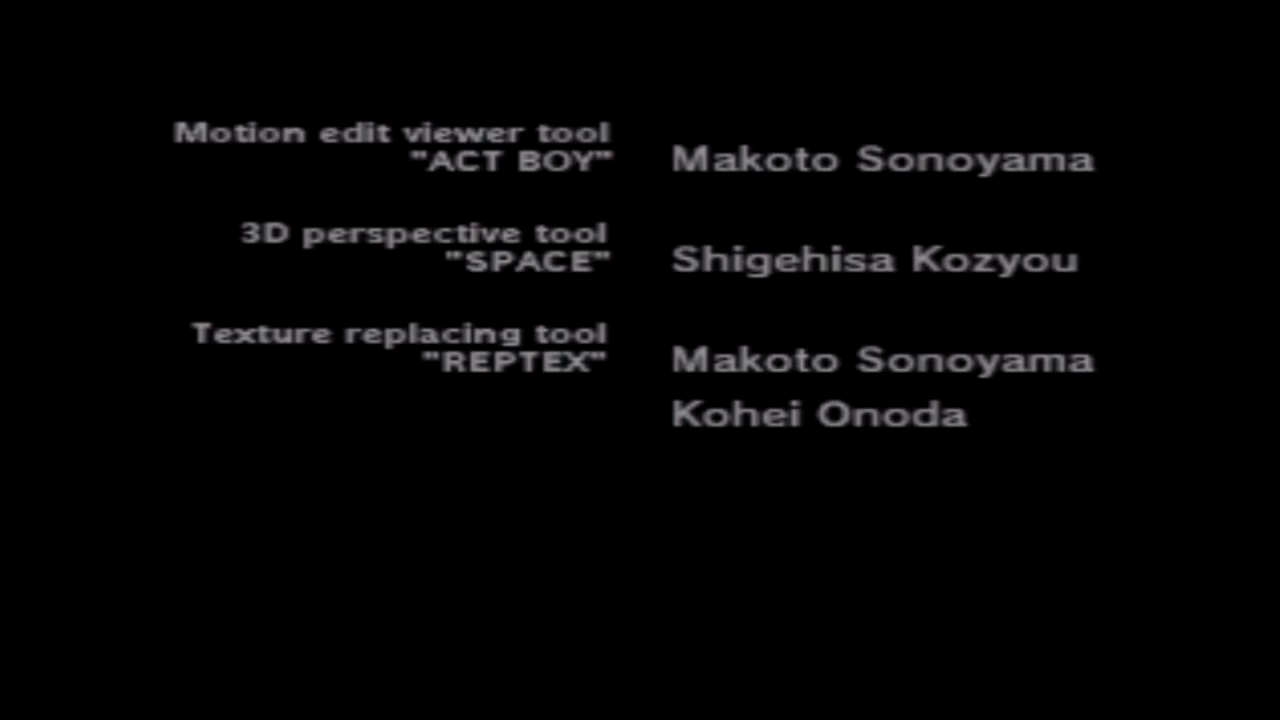 Motion edit viewer tool
"ACT BOY"
Makoto Sonoyama
3D perspective tool
"SPACE"
Shigehisa Kozyou
Texture replacing tool
"REPTEX"
Makoto Sonoyama
Kohei Onoda